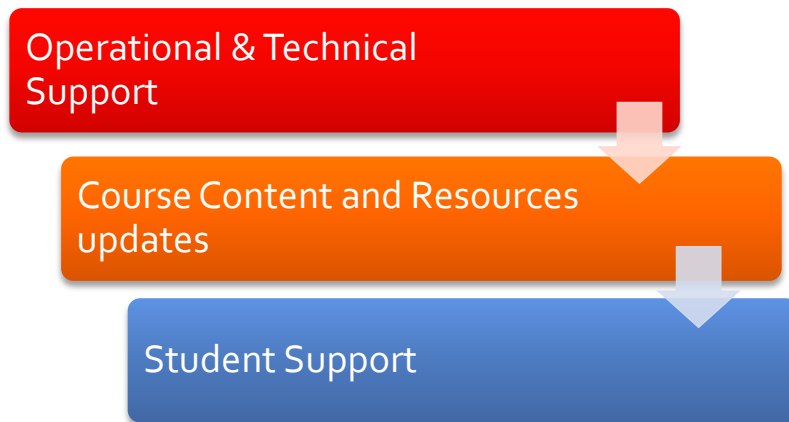 Operational & Technical
Support
Course Content and Resources
updates
Student Support